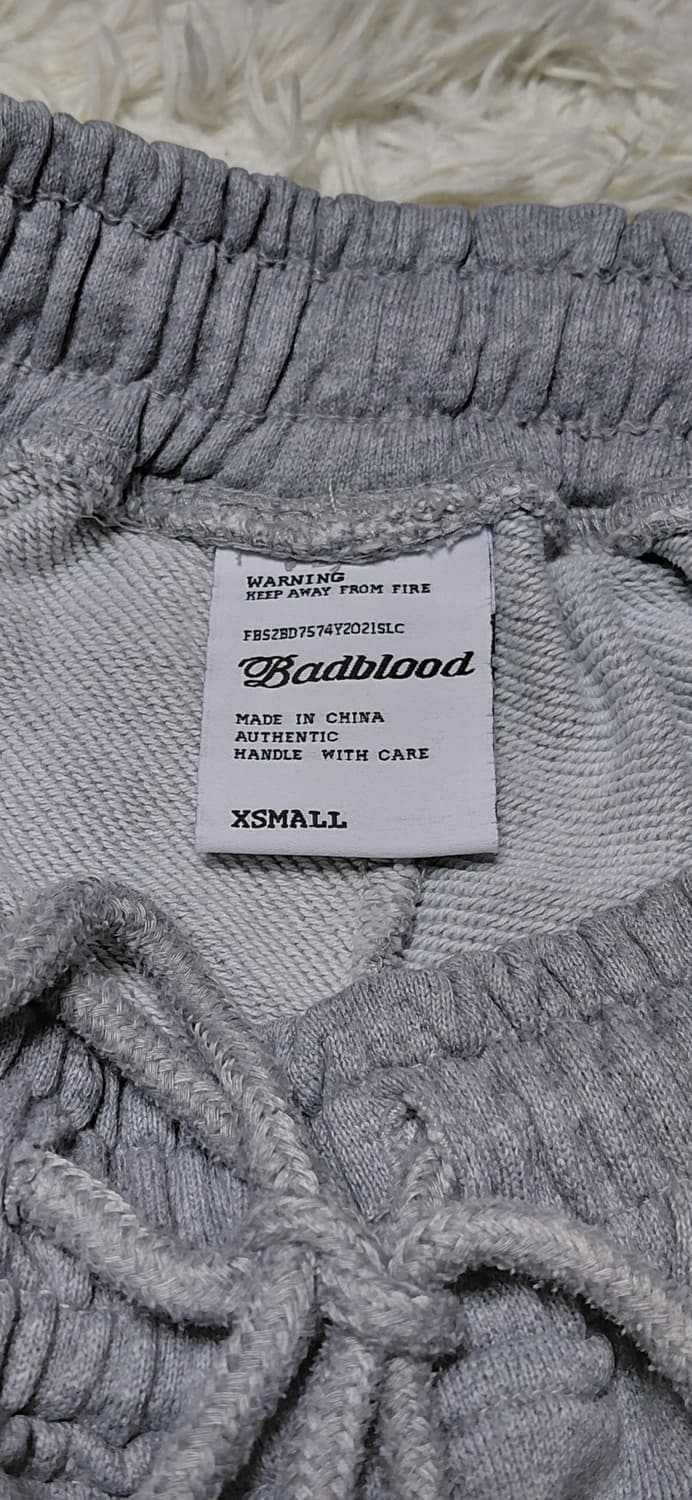 WARNING
KEEP AWAY FROM FIRE
FBS2BD7574Y2021SLC
Badblood
MADE IN CHINA
AUTHENTIC
HANDLE WITH CARE
XSMALL